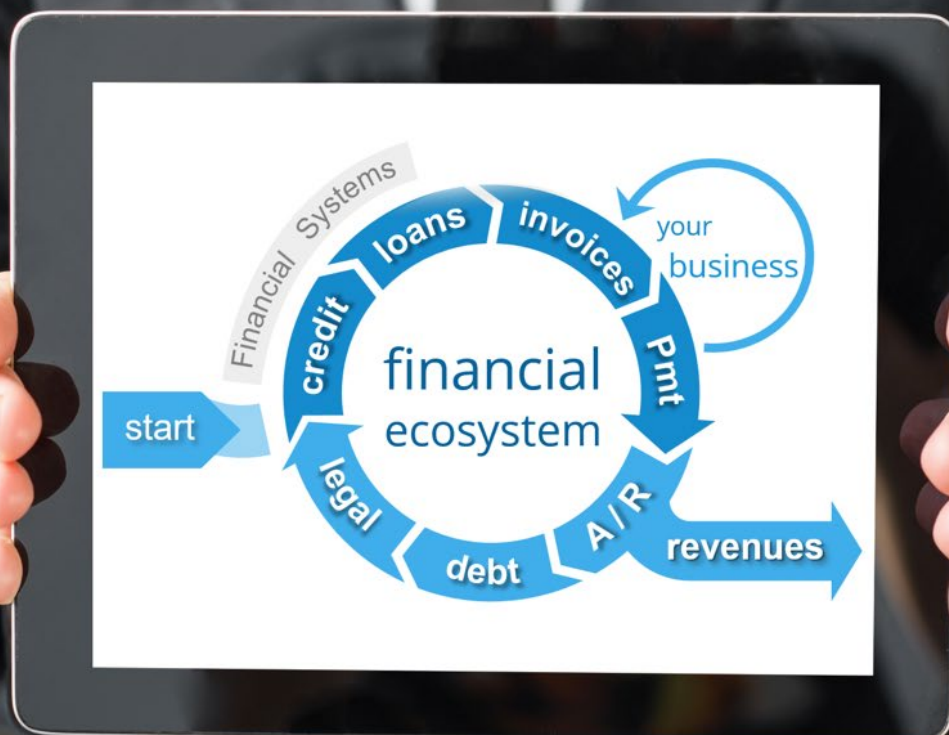 Financial Systems
loans
invoices
your
business
credit
Pmt
financial
ecosystem
start
legal
A / R
debt
revenues